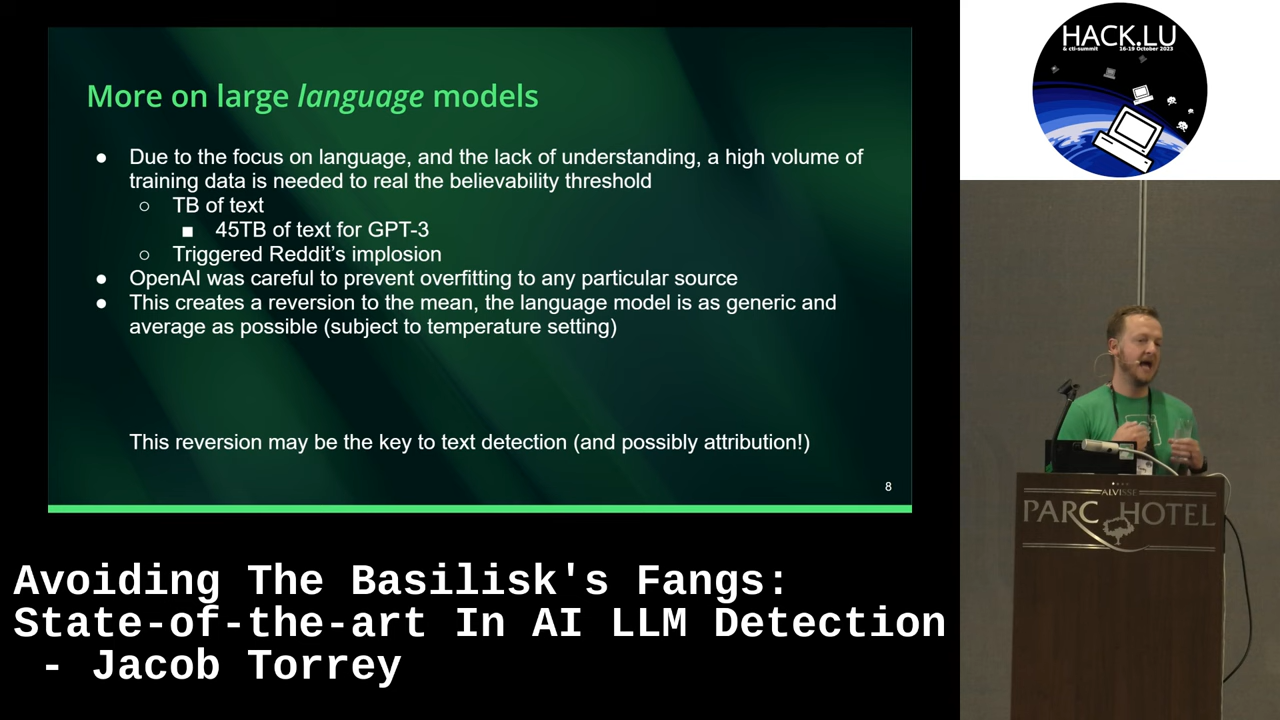 More on large language models
● Due to the focus on language, and the lack of understanding, a high volume of
training data is needed to real the believability threshold
○ TB of text
■ 45TB of text for GPT-3
○ Triggered Reddit's implosion
● OpenAI was careful to prevent overfitting to any particular source
● This creates a reversion to the mean, the language model is as generic and
average as possible (subject to temperature setting)
This reversion may be the key to text detection (and possibly attribution!)
8
HACK.LU
& cti-summit 16-19 October 2023
ALVISSE
PARC HOTEL
Avoiding The Basilisk's Fangs:
State-of-the-art In AI LLM Detection
- Jacob Torrey